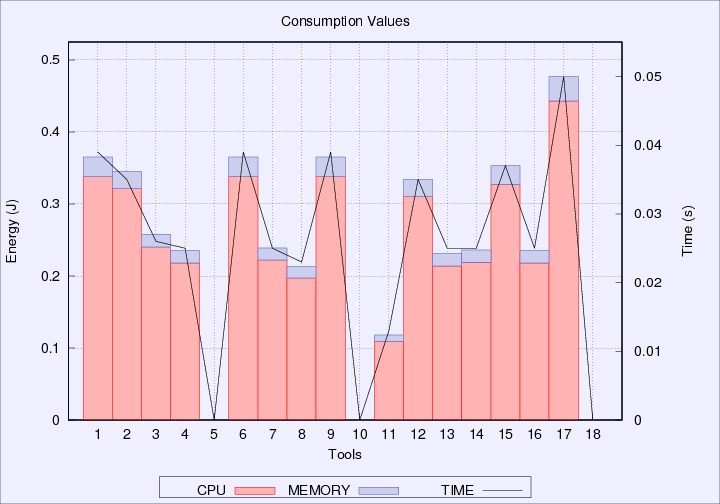 Consumption Values
0.5
0.4
0.3
0.2
0.1
0
Energy (J)
0.05
0.04
0.03
0.02
0.01
0
Time (s)
1 2 3 4 5 6 7 8 9 10 11 12 13 14 15 16 17 18
Tools
CPU MEMORY TIME